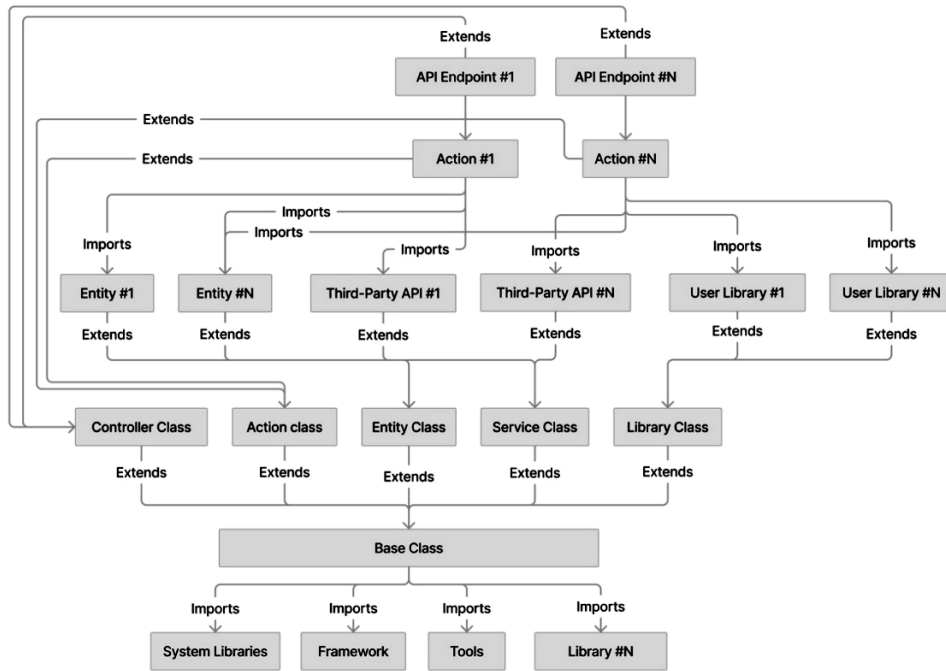 Extends
Extends
API Endpoint #1
API Endpoint #N
Extends
Extends
Action #1
Action #N
Imports
Imports
Imports
Imports
Imports
Imports
Imports
Entity #1
Entity #N
Third-Party API #1
Third-Party API #N
User Library #1
User Library #N
Extends
Extends
Extends
Extends
Extends
Extends
Controller Class
Action class
Entity Class
Service Class
Library Class
Extends
Extends
Extends
Extends
Extends
Base Class
Imports
Imports
Imports
Imports
System Libraries
Framework
Tools
Library #N